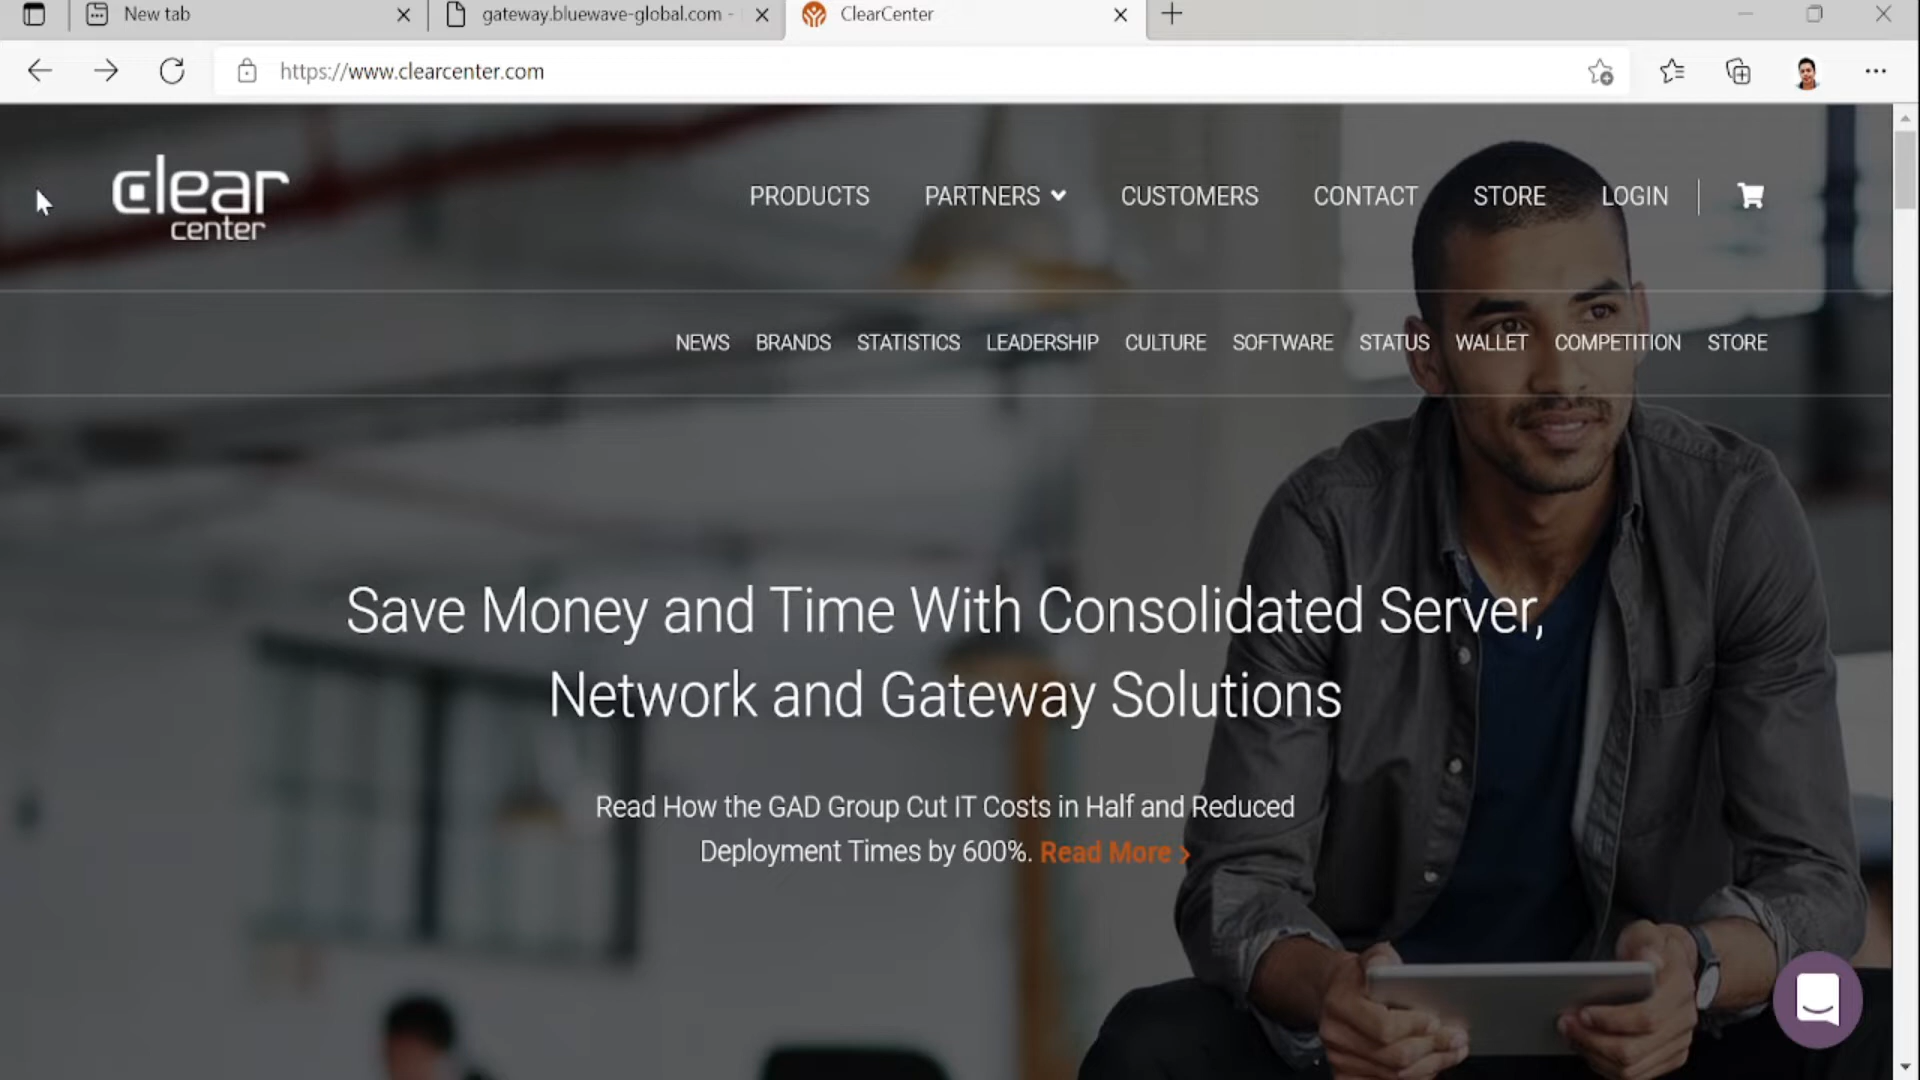 New tab
gateway.bluewave-global.com -
ClearCenter
https://www.clearcenter.com
clear
center
PRODUCTS PARTNERS CUSTOMERS CONTACT STORE LOGIN
NEWS BRANDS STATISTICS LEADERSHIP CULTURE SOFTWARE STATUS WALLET COMPETITION STORE
Save Money and Time With Consolidated Server,
Network and Gateway Solutions
Read How the GAD Group Cut IT Costs in Half and Reduced
Deployment Times by 600%. Read More >